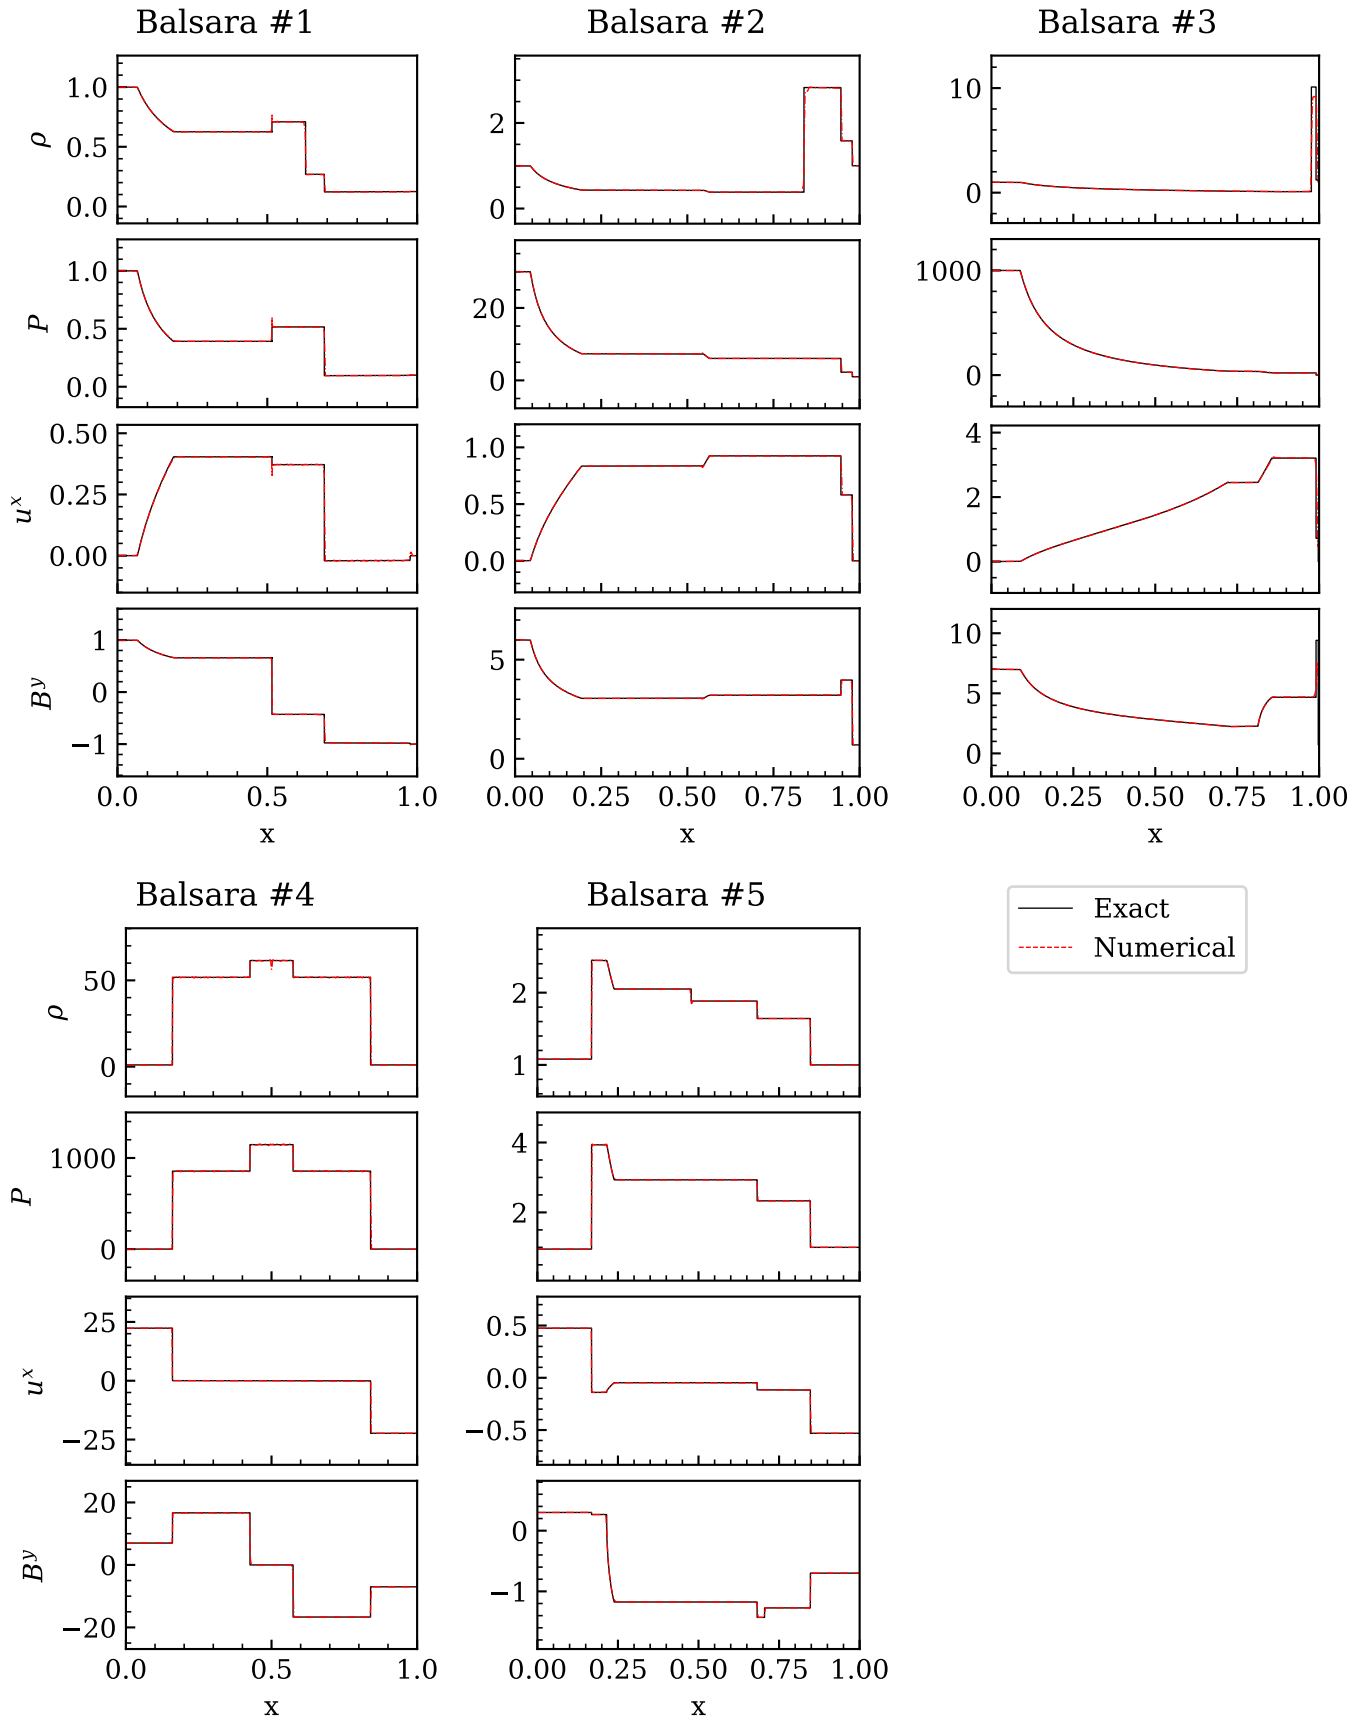 Balsara #1 Balsara #2 Balsara #3
ρ 1.0 0.5 0.0
2 0
10 0
P 1.0 0.5 0.0
20 0
1000 0
u^x 0.50 0.25 0.00
1.0 0.5 0.0
4 2 0
B^y 1 0 −1
5 0
10 5 0
0.0 0.5 1.0
0.00 0.25 0.50 0.75 1.00
0.00 0.25 0.50 0.75 1.00
x x x
Balsara #4 Balsara #5
Exact
Numerical
ρ 50 0
2 1
P 1000 0
4 2
u^x 25 0 −25
0.5 0.0 −0.5
B^y 20 0 −20
0 −1
0.0 0.5 1.0
0.00 0.25 0.50 0.75 1.00
x x